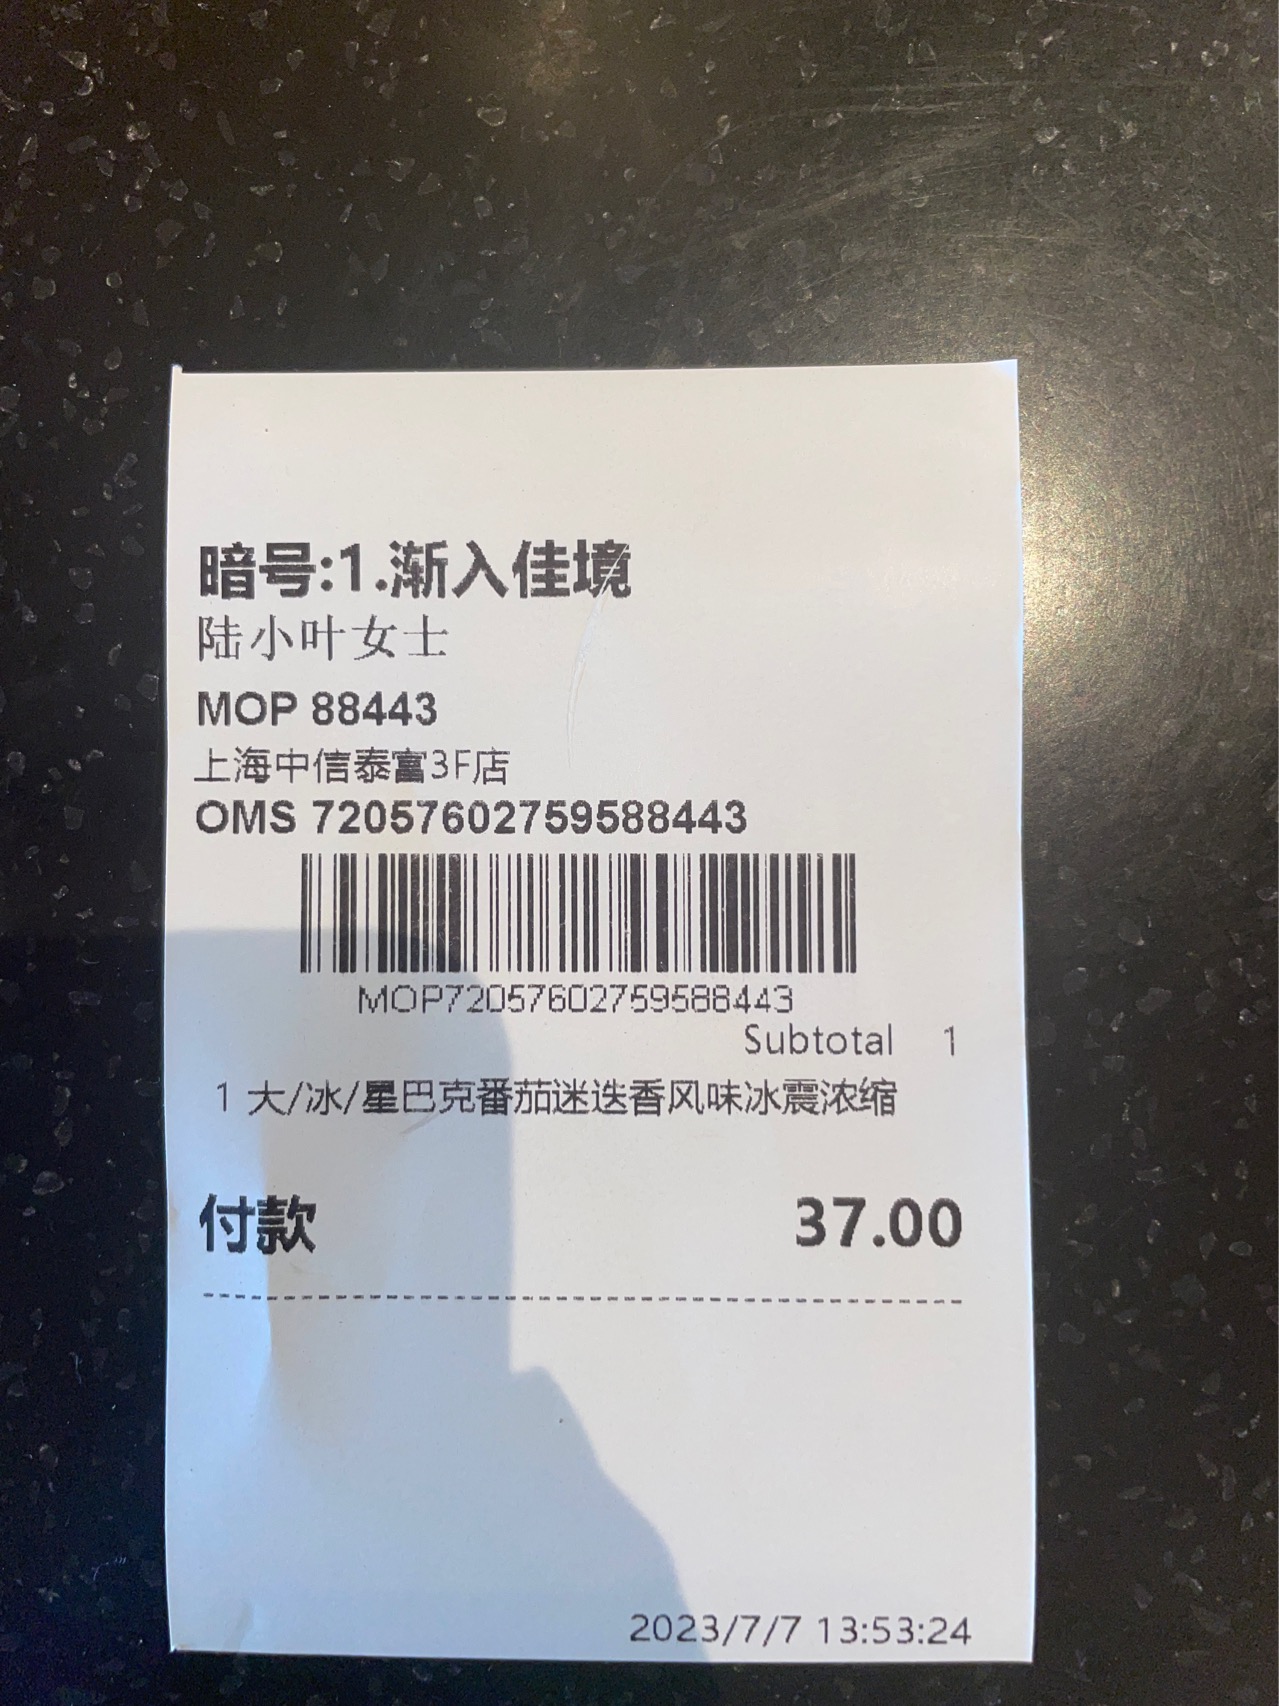 暗号:1.渐入佳境
陆小叶女士
MOP 88443
上海中信泰富3F店
OMS 72057602759588443
MOP72057602759588443
Subtotal 1
1 大/冰/星巴克番茄迷迭香风味冰震浓缩
付款 37.00
2023/7/7 13:53:24